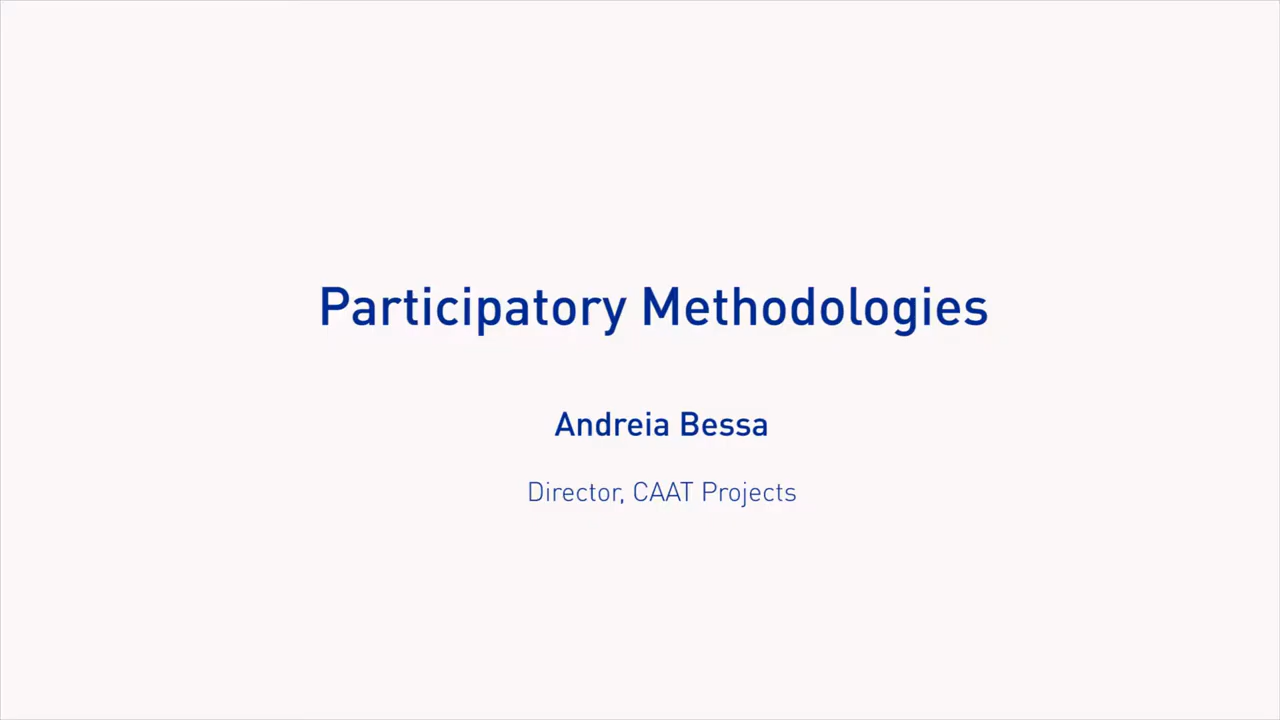 Participatory Methodologies
Andreia Bessa
Director, CAAT Projects